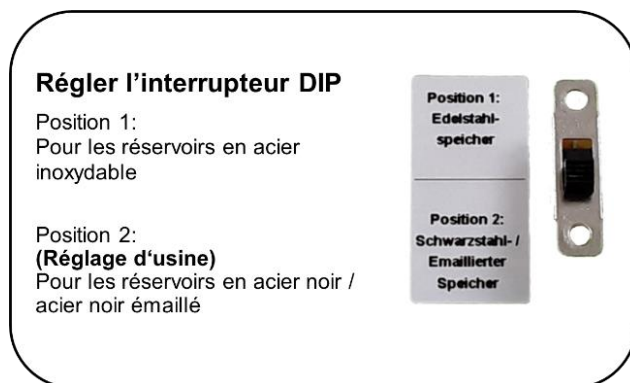 Régler l’interrupteur DIP
Position 1:
Pour les réservoirs en acier
inoxydable
Position 2:
(Réglage d‘usine)
Pour les réservoirs en acier noir /
acier noir émaillé
Position 1:
Edelstahl-
speicher
Position 2:
Schwarzstahl- /
Emaillierter
Speicher